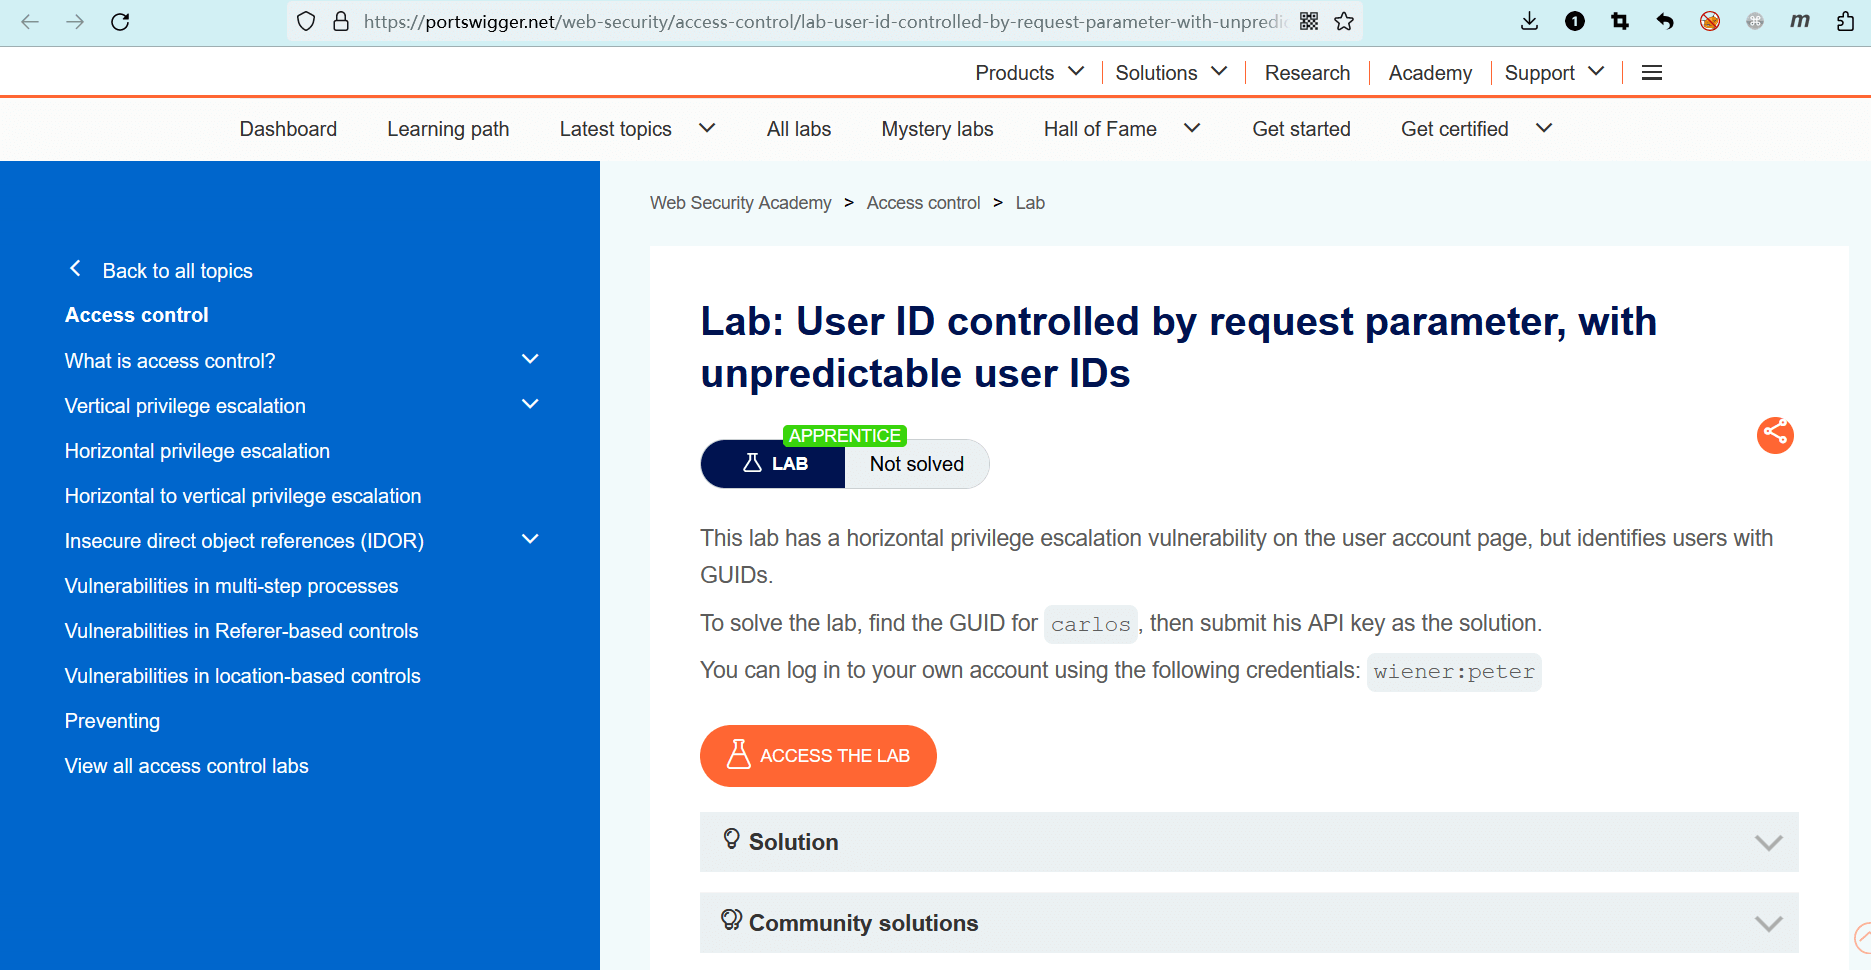 https://portswigger.net/web-security/access-control/lab-user-id-controlled-by-request-parameter-with-unpredic
1
m
Products
Solutions
Research
Academy
Support
Dashboard
Learning path
Latest topics
All labs
Mystery labs
Hall of Fame
Get started
Get certified
Back to all topics
Access control
What is access control?
Vertical privilege escalation
Horizontal privilege escalation
Horizontal to vertical privilege escalation
Insecure direct object references (IDOR)
Vulnerabilities in multi-step processes
Vulnerabilities in Referer-based controls
Vulnerabilities in location-based controls
Preventing
View all access control labs
Web Security Academy > Access control > Lab
Lab: User ID controlled by request parameter, with
unpredictable user IDs
APPRENTICE
LAB
Not solved
This lab has a horizontal privilege escalation vulnerability on the user account page, but identifies users with
GUIDs.
To solve the lab, find the GUID for carlos, then submit his API key as the solution.
You can log in to your own account using the following credentials: wiener:peter
ACCESS THE LAB
Solution
Community solutions